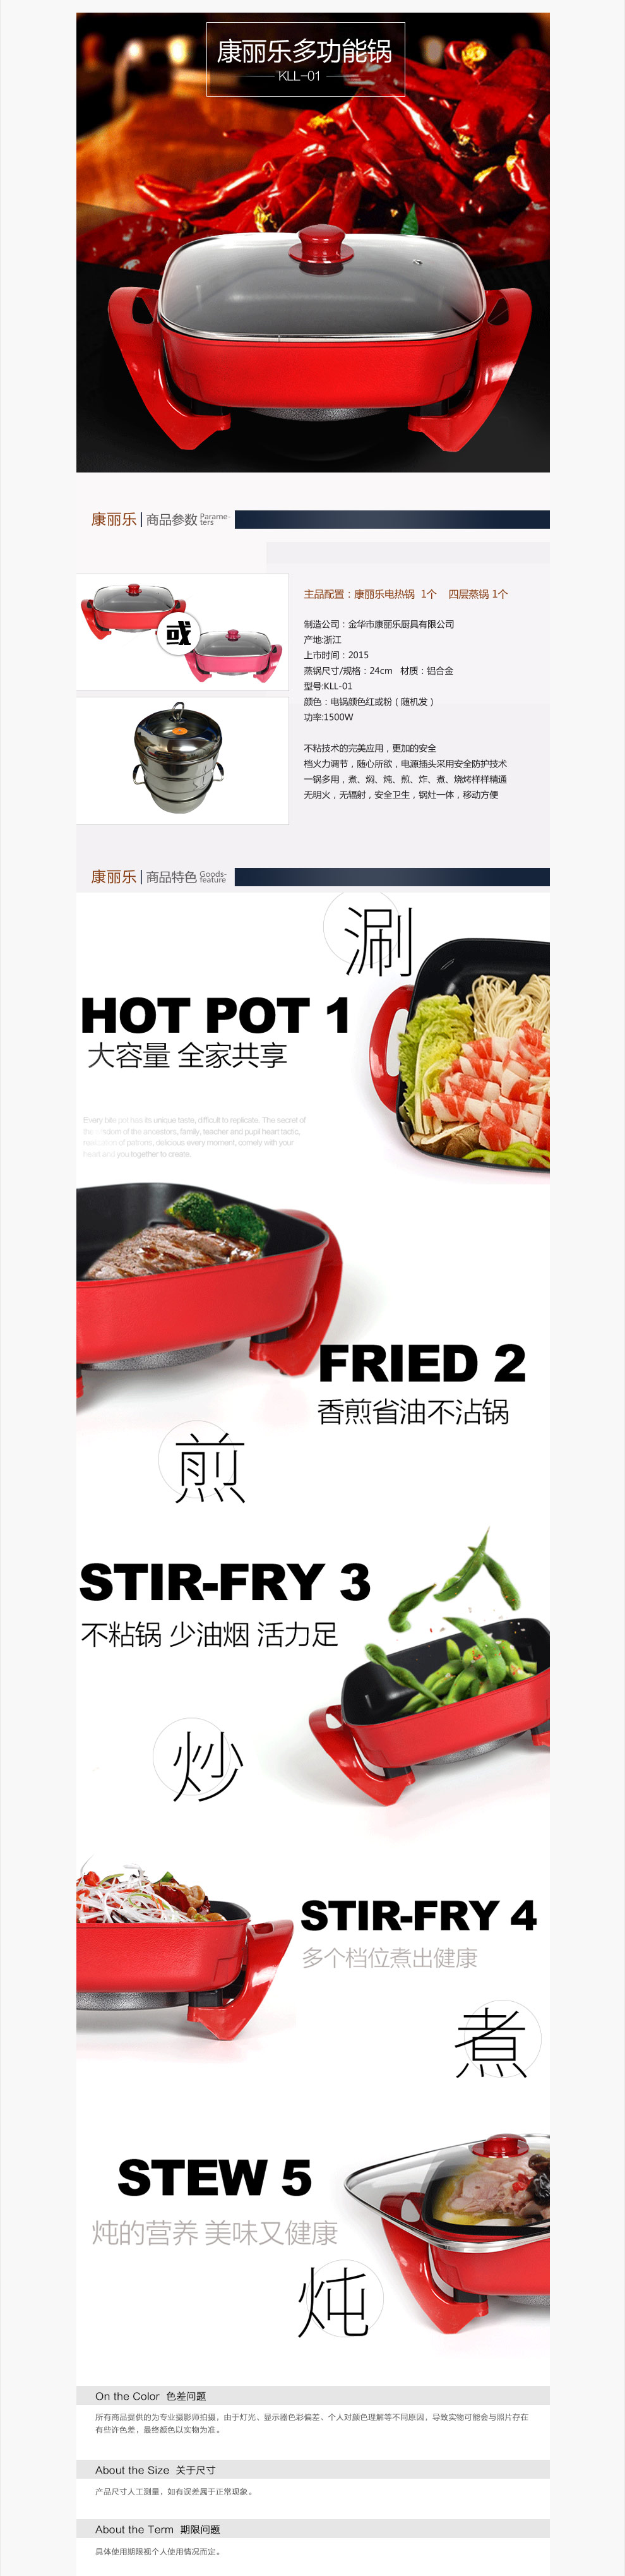 康丽乐多功能锅
KLL-01
康丽乐 | 商品参数 Parame-
ters
或
主品配置：康丽乐电热锅 1个 四层蒸锅 1个
制造公司：金华市康丽乐厨具有限公司
产地:浙江
上市时间：2015
蒸锅尺寸/规格：24cm 材质：铝合金
型号:KLL-01
颜色：电锅颜色红或粉（随机发）
功率:1500W
不粘技术的完美应用，更加的安全
档火力调节，随心所欲，电源插头采用安全防护技术
一锅多用，煮、焖、炖、煎、炸、煮、烧烤样样精通
无明火，无辐射，安全卫生，锅灶一体，移动方便
康丽乐 | 商品特色 Goods-
feature
涮
HOT POT 1
大容量 全家共享
Every bite pot has its unique taste, difficult to replicate. The secret of
the wisdom of the ancestors, family, teacher and pupil heart tactic,
of patrons, delicious every moment, comely with your
heart and you together to create.
FRIED 2
香煎省油不沾锅
煎
STIR-FRY 3
不粘锅 少油烟 活力足
炒
STIR-FRY 4
多个档位煮出健康
煮
STEW 5
炖的营养 美味又健康
炖
On the Color 色差问题
所有商品提供的为专业摄影师拍摄，由于灯光、显示器色彩偏差、个人对颜色理解等不同原因，导致实物可能会与照片存在
有些许色差，最终颜色以实物为准。
About the Size 关于尺寸
产品尺寸人工测量，如有误差属于正常现象。
About the Term 期限问题
具体使用期限视个人使用情况而定。